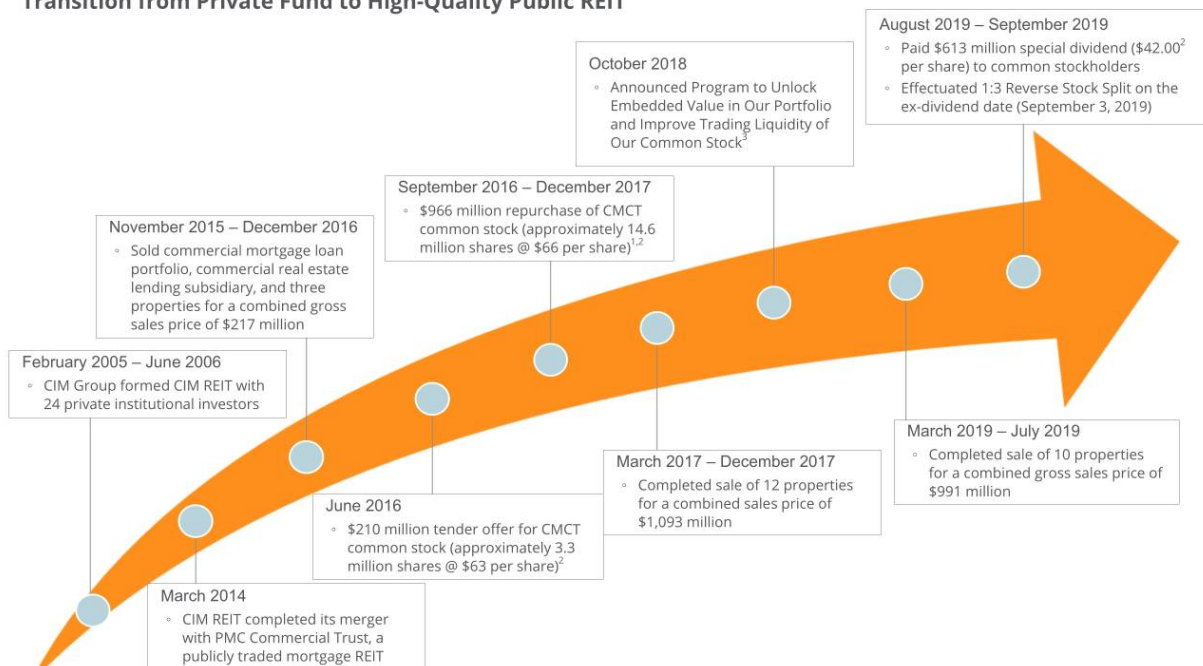 Transition from Private Fund to High-Quality Public REIT
August 2019 – September 2019
◦ Paid $613 million special dividend ($42.00²
per share) to common stockholders
◦ Effectuated 1:3 Reverse Stock Split on the
ex-dividend date (September 3, 2019)
October 2018
◦ Announced Program to Unlock
Embedded Value in Our Portfolio
and Improve Trading Liquidity of
Our Common Stock³
September 2016 – December 2017
◦ $966 million repurchase of CMCT
common stock (approximately 14.6
million shares @ $66 per share)¹,²
November 2015 – December 2016
◦ Sold commercial mortgage loan
portfolio, commercial real estate
lending subsidiary, and three
properties for a combined gross
sales price of $217 million
February 2005 – June 2006
◦ CIM Group formed CIM REIT with
24 private institutional investors
March 2019 – July 2019
◦ Completed sale of 10 properties
for a combined gross sales price of
$991 million
March 2017 – December 2017
◦ Completed sale of 12 properties
for a combined sales price of
$1,093 million
June 2016
◦ $210 million tender offer for CMCT
common stock (approximately 3.3
million shares @ $63 per share)²
March 2014
◦ CIM REIT completed its merger
with PMC Commercial Trust, a
publicly traded mortgage REIT